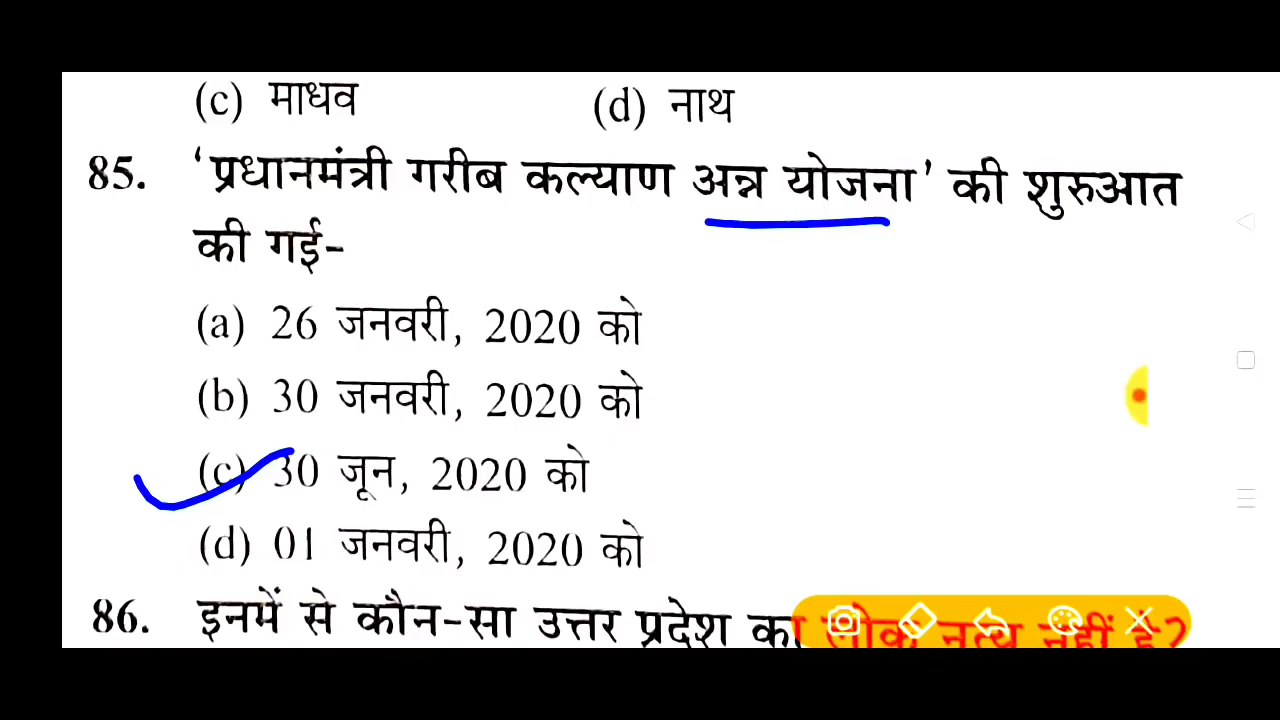 (c) माधव (d) नाथ
85. ‘प्रधानमंत्री गरीब कल्याण अन्न योजना’ की शुरुआत
की गई-
(a) 26 जनवरी, 2020 को
(b) 30 जनवरी, 2020 को
(c) 30 जून, 2020 को
(d) 01 जनवरी, 2020 को
86. इनमें से कौन-सा उत्तर प्रदेश का लोक नृत्य नहीं है?